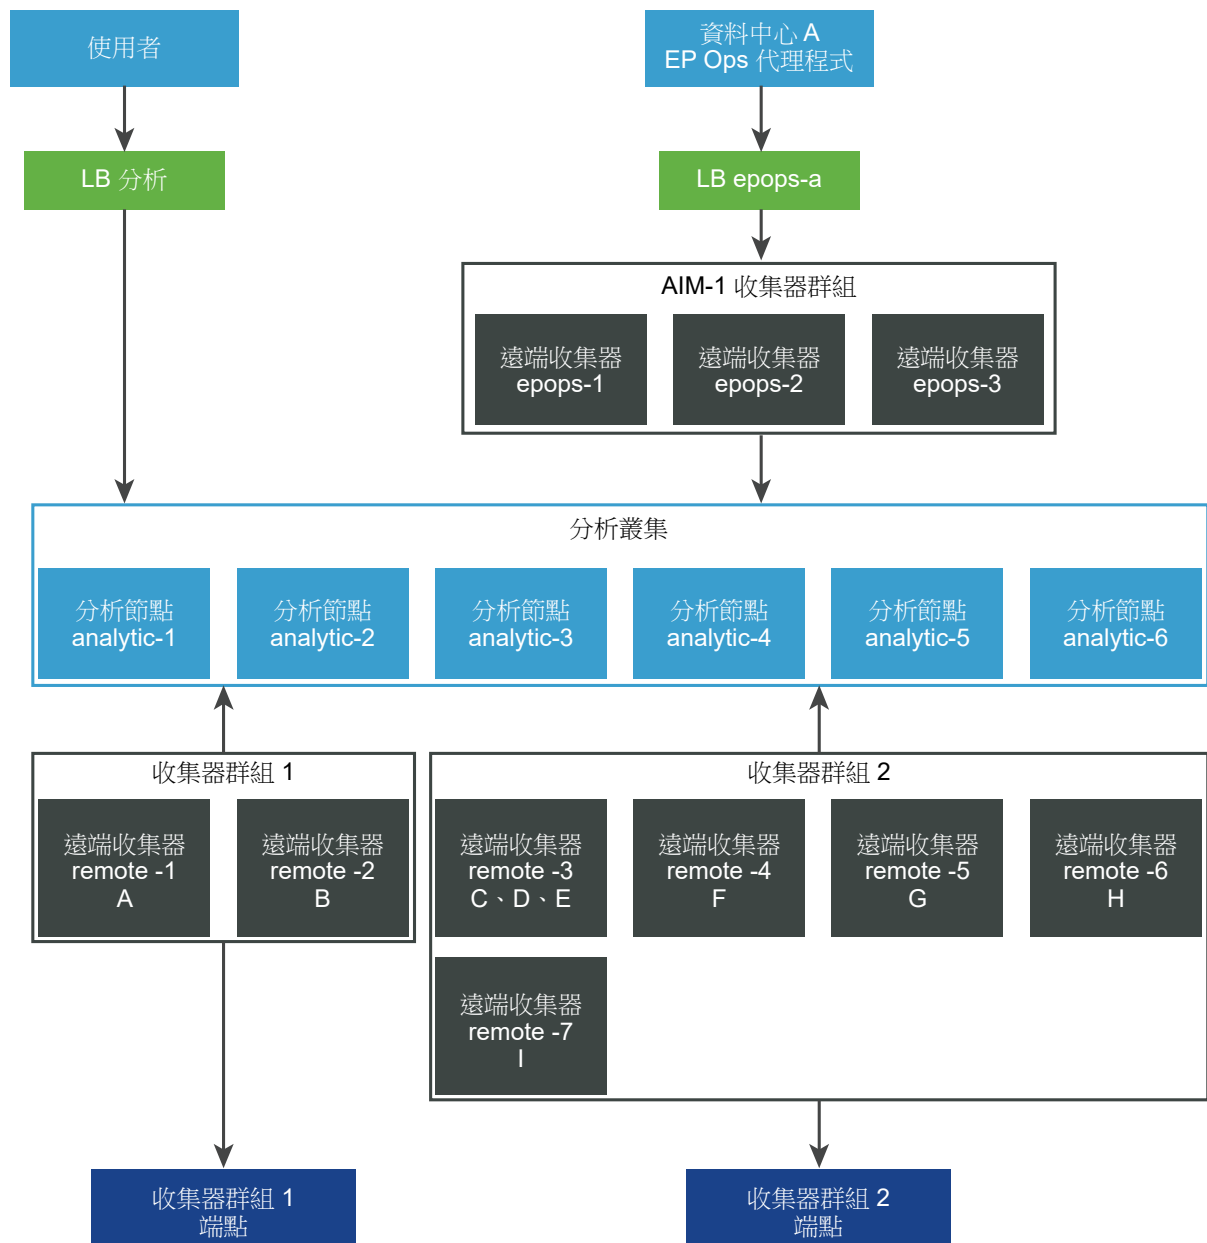 使用者
資料中心 A
EP Ops 代理程式
LB 分析
LB epops-a
AIM-1 收集器群組
遠端收集器
epops-1
遠端收集器
epops-2
遠端收集器
epops-3
分析叢集
分析節點
analytic-1
分析節點
analytic-2
分析節點
analytic-3
分析節點
analytic-4
分析節點
analytic-5
分析節點
analytic-6
收集器群組 1
遠端收集器
remote -1
A
遠端收集器
remote -2
B
收集器群組 2
遠端收集器
remote -3
C、D、E
遠端收集器
remote -4
F
遠端收集器
remote -5
G
遠端收集器
remote -6
H
遠端收集器
remote -7
I
收集器群組 1
端點
收集器群組 2
端點